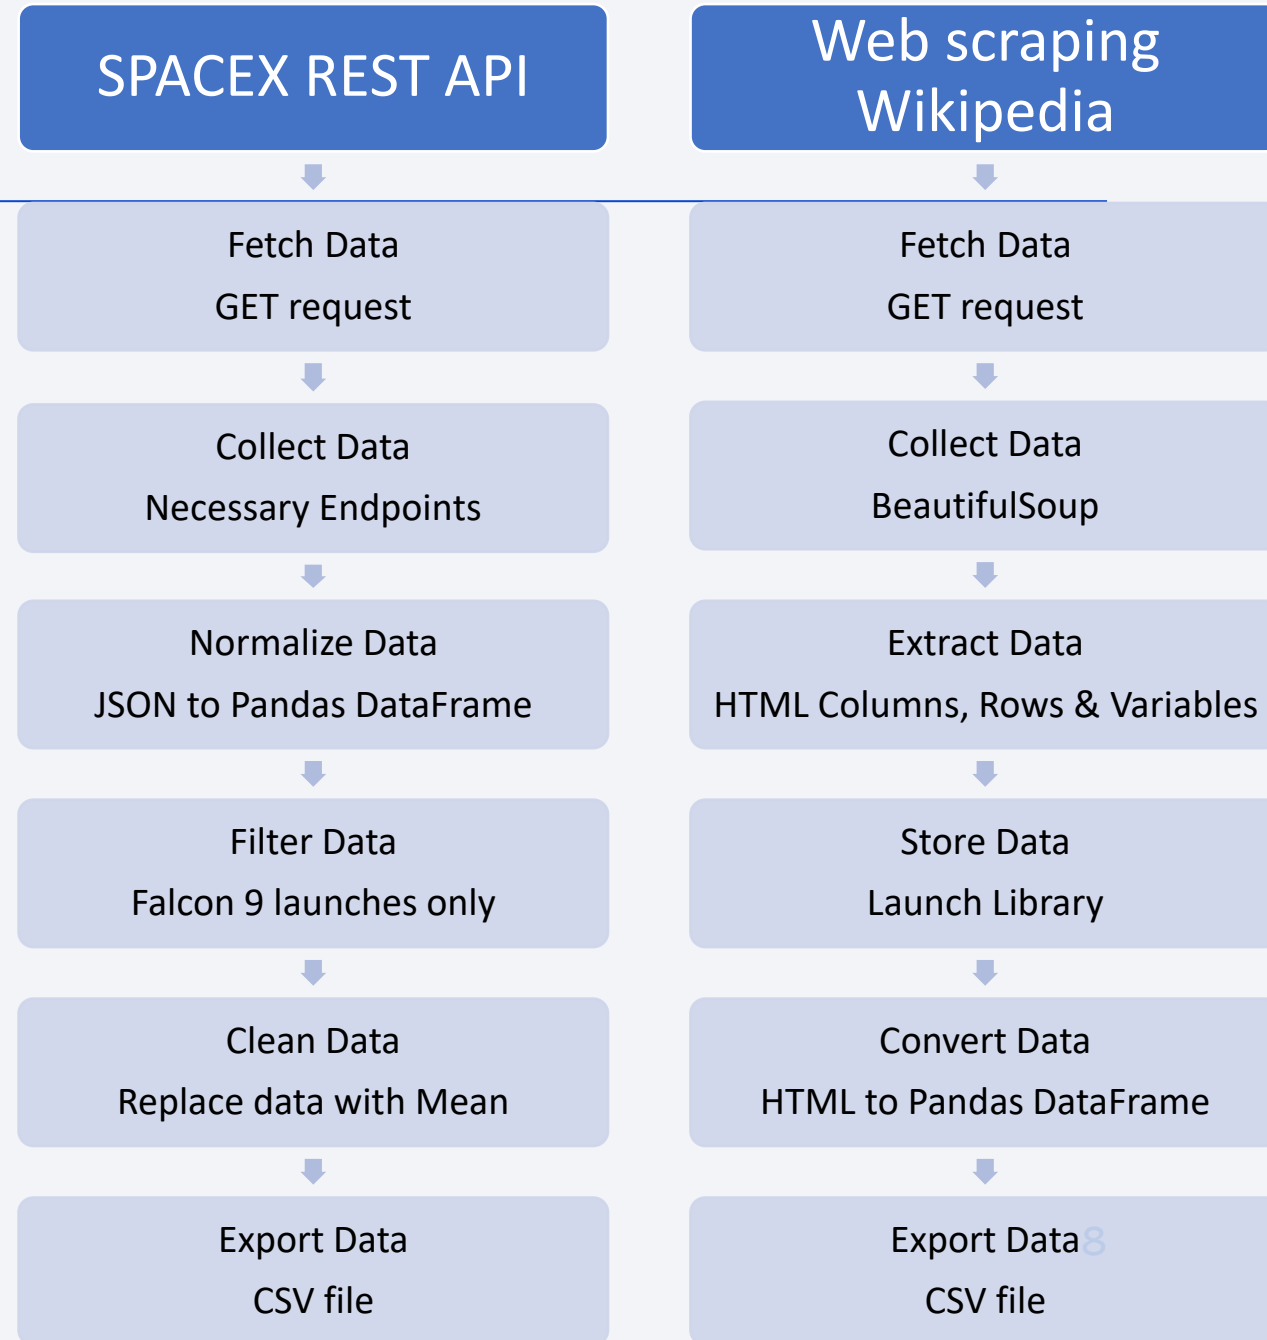 SPACEX REST API
Fetch Data
GET request
Collect Data
Necessary Endpoints
Normalize Data
JSON to Pandas DataFrame
Filter Data
Falcon 9 launches only
Clean Data
Replace data with Mean
Export Data
CSV file
Web scraping
Wikipedia
Fetch Data
GET request
Collect Data
BeautifulSoup
Extract Data
HTML Columns, Rows & Variables
Store Data
Launch Library
Convert Data
HTML to Pandas DataFrame
Export Data
CSV file
8